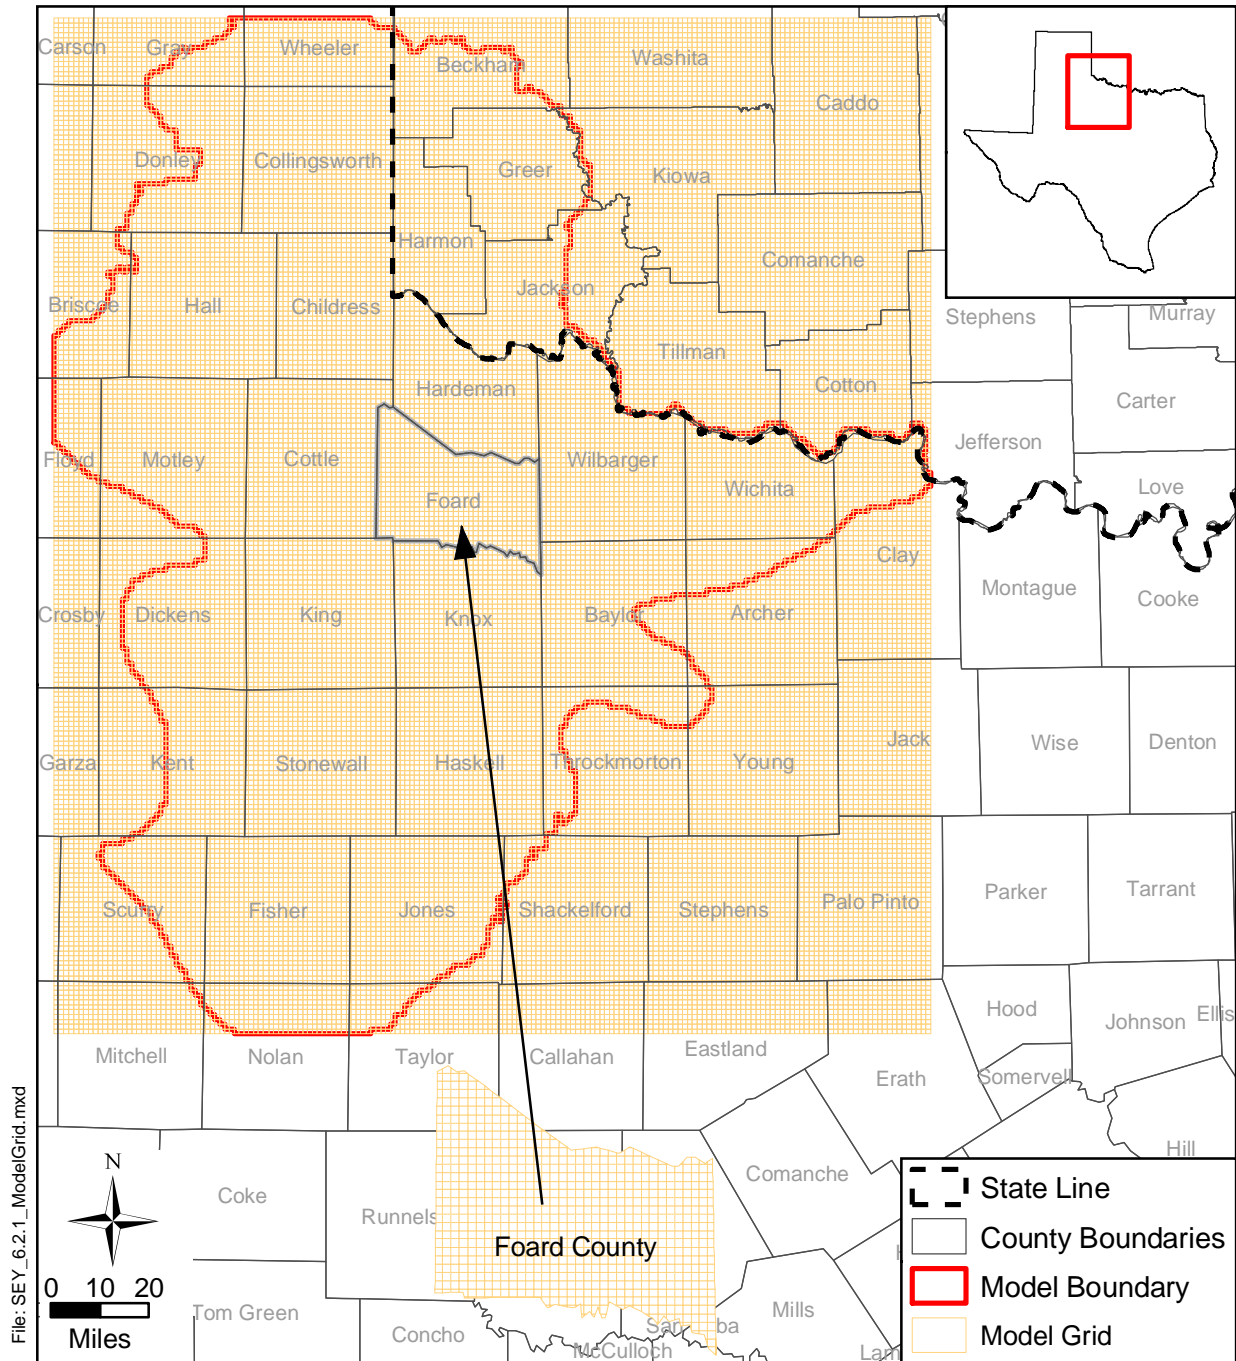 Carson
Gray
Wheeler
Beckham
Washita
Caddo
Donley
Collingsworth
Greer
Kiowa
Harmon
Comanche
Briscoe
Hall
Childress
Jackson
Stephens
Murray
Tillman
Cotton
Hardeman
Carter
Floyd
Motley
Cottle
Foard
Wilbarger
Wichita
Jefferson
Love
Clay
Montague
Cooke
Crosby
Dickens
King
Knox
Baylor
Archer
Garza
Kent
Stonewall
Haskell
Throckmorton
Young
Jack
Wise
Denton
Scurry
Fisher
Jones
Shackelford
Stephens
Palo Pinto
Parker
Tarrant
Mitchell
Nolan
Taylor
Callahan
Eastland
Erath
Hood
Johnson
Ellis
Somervell
Hill
Comanche
Coke
Runnels
Foard County
Tom Green
Concho
McCulloch
San ba
Mills
Lam
N
0 10 20
Miles
State Line
County Boundaries
Model Boundary
Model Grid
File: SEY_6.2.1_ModelGrid.mxd